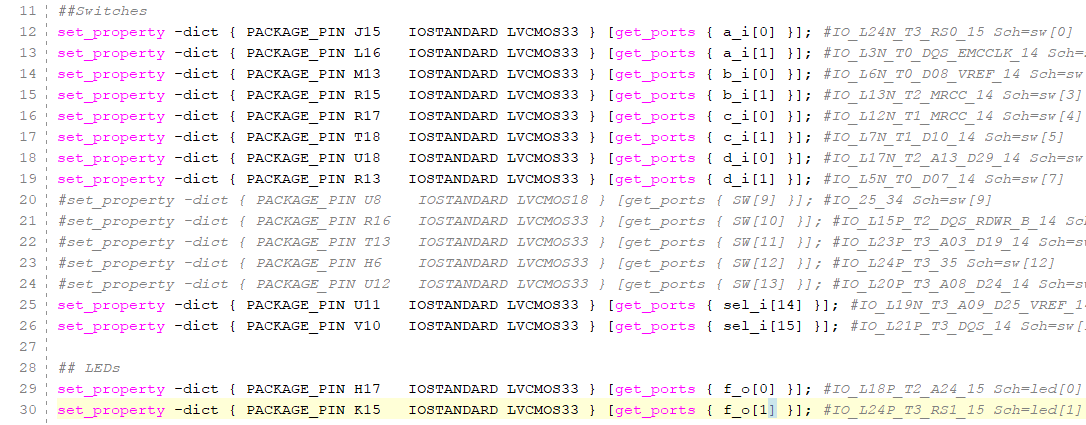 11 ##Switches
12 set_property -dict { PACKAGE_PIN J15 IOSTANDARD LVCMOS33 } [get_ports { a_i[0] }]; #IO_L24N_T3_RS0_15 Sch=sw[0]
13 set_property -dict { PACKAGE_PIN L16 IOSTANDARD LVCMOS33 } [get_ports { a_i[1] }]; #IO_L3N_T0_DQS_EMCCLK_14 Sch=
14 set_property -dict { PACKAGE_PIN M13 IOSTANDARD LVCMOS33 } [get_ports { b_i[0] }]; #IO_L6N_T0_D08_VREF_14 Sch=sw
15 set_property -dict { PACKAGE_PIN R15 IOSTANDARD LVCMOS33 } [get_ports { b_i[1] }]; #IO_L13N_T2_MRCC_14 Sch=sw[3]
16 set_property -dict { PACKAGE_PIN R17 IOSTANDARD LVCMOS33 } [get_ports { c_i[0] }]; #IO_L12N_T1_MRCC_14 Sch=sw[4]
17 set_property -dict { PACKAGE_PIN T18 IOSTANDARD LVCMOS33 } [get_ports { c_i[1] }]; #IO_L7N_T1_D10_14 Sch=sw[5]
18 set_property -dict { PACKAGE_PIN U18 IOSTANDARD LVCMOS33 } [get_ports { d_i[0] }]; #IO_L17N_T2_A13_D29_14 Sch=sw
19 set_property -dict { PACKAGE_PIN R13 IOSTANDARD LVCMOS33 } [get_ports { d_i[1] }]; #IO_L5N_T0_D07_14 Sch=sw[7]
20 #set_property -dict { PACKAGE_PIN U8 IOSTANDARD LVCMOS18 } [get_ports { SW[9] }]; #IO_25_34 Sch=sw[9]
21 #set_property -dict { PACKAGE_PIN R16 IOSTANDARD LVCMOS33 } [get_ports { SW[10] }]; #IO_L15P_T2_DQS_RDWR_B_14 Sc
22 #set_property -dict { PACKAGE_PIN T13 IOSTANDARD LVCMOS33 } [get_ports { SW[11] }]; #IO_L23P_T3_A03_D19_14 Sch=s
23 #set_property -dict { PACKAGE_PIN H6 IOSTANDARD LVCMOS33 } [get_ports { SW[12] }]; #IO_L24P_T3_35 Sch=sw[12]
24 #set_property -dict { PACKAGE_PIN U12 IOSTANDARD LVCMOS33 } [get_ports { SW[13] }]; #IO_L20P_T3_A08_D24_14 Sch=s
25 set_property -dict { PACKAGE_PIN U11 IOSTANDARD LVCMOS33 } [get_ports { sel_i[14] }]; #IO_L19N_T3_A09_D25_VREF_1
26 set_property -dict { PACKAGE_PIN V10 IOSTANDARD LVCMOS33 } [get_ports { sel_i[15] }]; #IO_L21P_T3_DQS_14 Sch=sw[
27
28 ## LEDs
29 set_property -dict { PACKAGE_PIN H17 IOSTANDARD LVCMOS33 } [get_ports { f_o[0] }]; #IO_L18P_T2_A24_15 Sch=led[0]
30 set_property -dict { PACKAGE_PIN K15 IOSTANDARD LVCMOS33 } [get_ports { f_o[1] }]; #IO_L24P_T3_RS1_15 Sch=led[1]